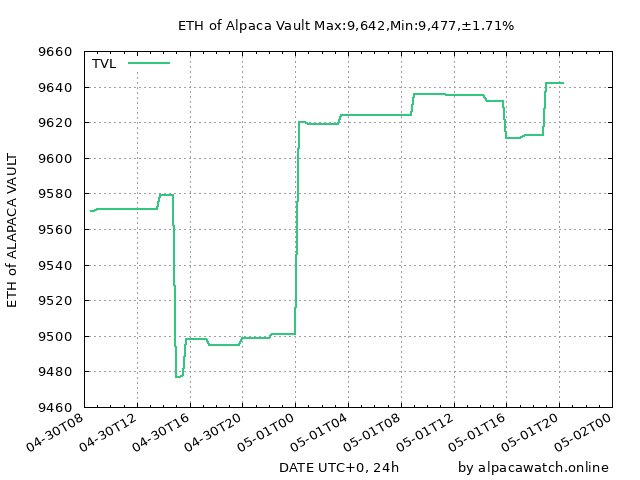 ETH of Alpaca Vault Max:9,642,Min:9,477,±1.71%
TVL
9660
9640
9620
9600
9580
9560
9540
9520
9500
9480
9460
ETH of ALAPACA VAULT
04-30T08
04-30T12
04-30T16
04-30T20
05-01T00
05-01T04
05-01T08
05-01T12
05-01T16
05-01T20
05-02T00
DATE UTC+0, 24h
by alpacawatch.online